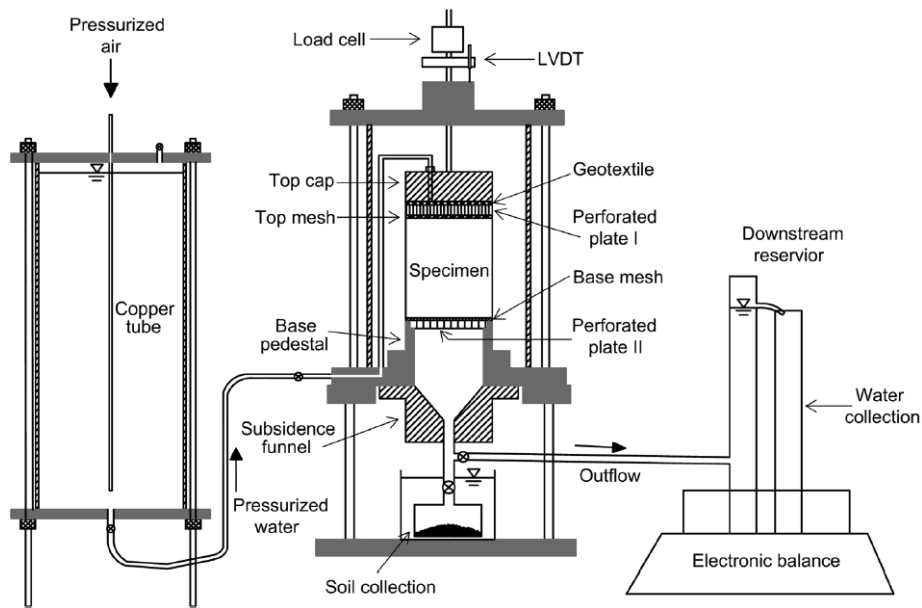 Pressurized
air
Load cell
LVDT
Top cap
Geotextile
Top mesh
Perforated
plate I
Downstream
reservior
Specimen
Base mesh
Copper
tube
Base
pedestal
Perforated
plate II
Water
collection
Subsidence
funnel
Pressurized
water
Outflow
Soil collection
Electronic balance